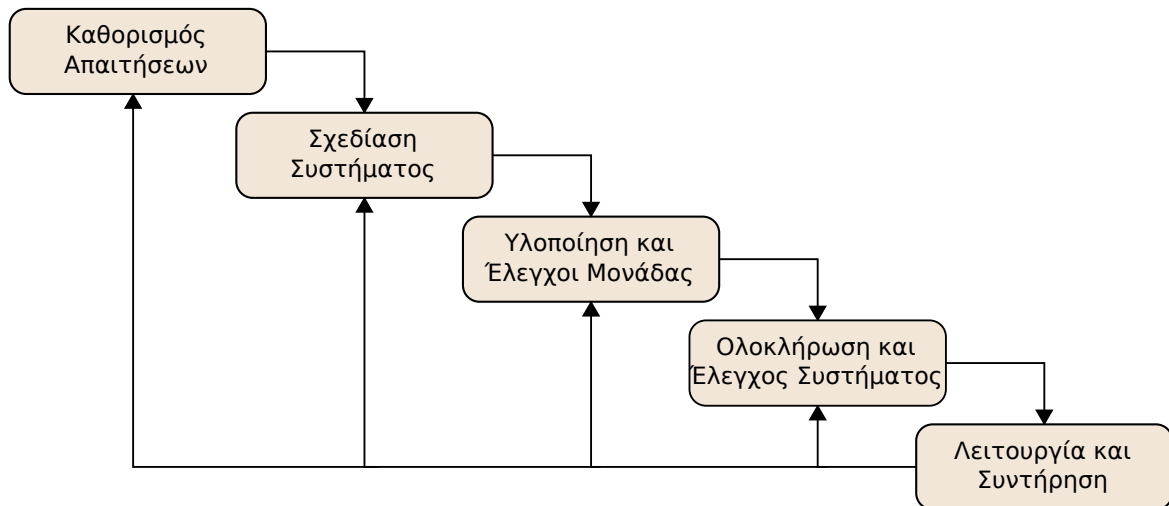 Καθορισμός
Απαιτήσεων
Σχεδίαση
Συστήματος
Υλοποίηση και
Έλεγχοι Μονάδας
Ολοκλήρωση και
Έλεγχος Συστήματος
Λειτουργία και
Συντήρηση